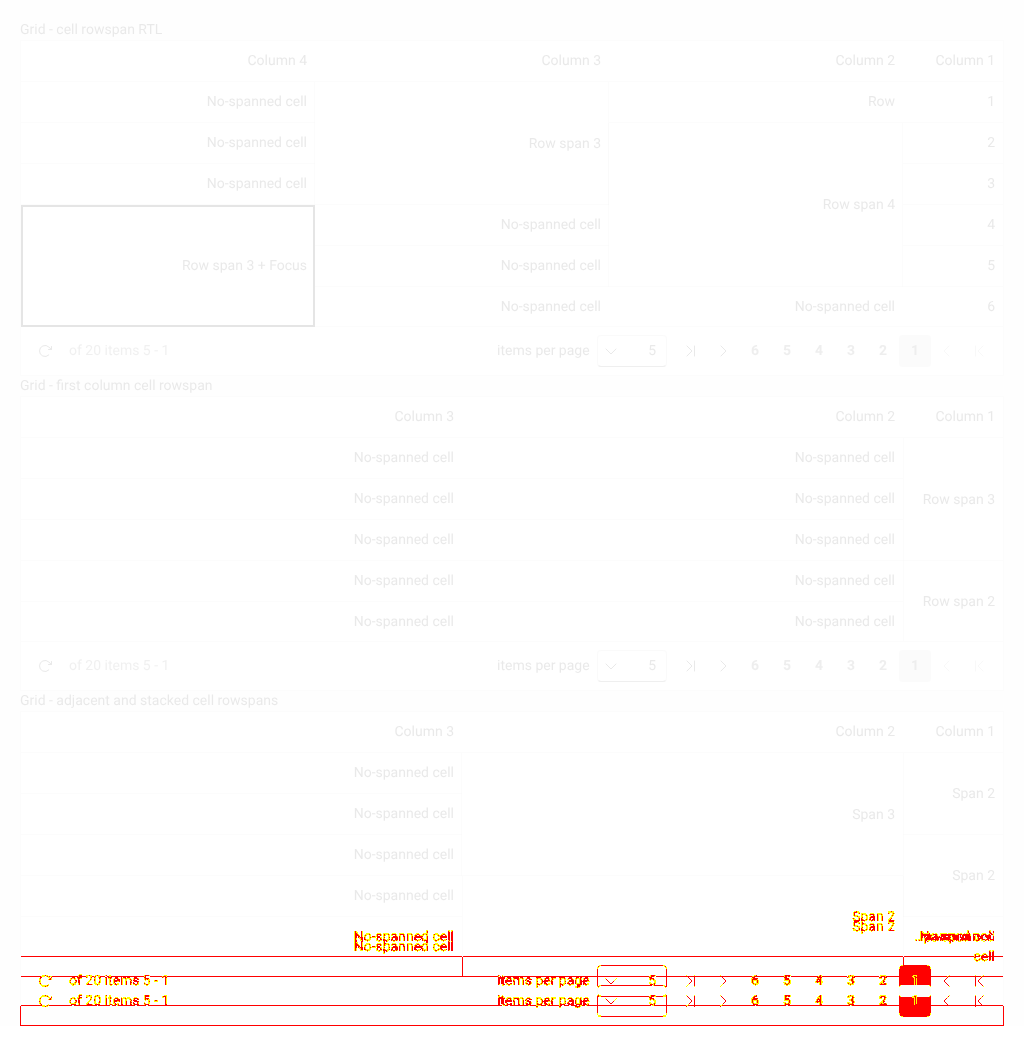 Grid - cell rowspan RTL
Column 4 Column 3 Column 2 Column 1
No-spanned cell Row 1
No-spanned cell Row span 3 2
No-spanned cell 3
Row span 4
No-spanned cell 4
Row span 3 + Focus No-spanned cell 5
No-spanned cell No-spanned cell 6
of 20 items 5 - 1 items per page 5 6 5 4 3 2 1
Grid - first column cell rowspan
Column 3 Column 2 Column 1
No-spanned cell No-spanned cell
No-spanned cell No-spanned cell Row span 3
No-spanned cell No-spanned cell
No-spanned cell No-spanned cell
Row span 2
No-spanned cell No-spanned cell
of 20 items 5 - 1 items per page 5 6 5 4 3 2 1
Grid - adjacent and stacked cell rowspans
Column 3 Column 2 Column 1
No-spanned cell
Span 2
No-spanned cell Span 3
No-spanned cell
Span 2
No-spanned cell
Span 2
Span 2
No-spanned cell
No-spanned cell
cell
of 20 items 5 - 1 items per page 5 6 5 4 3 2 1
of 20 items 5 - 1 items per page 5 6 5 4 3 2 1